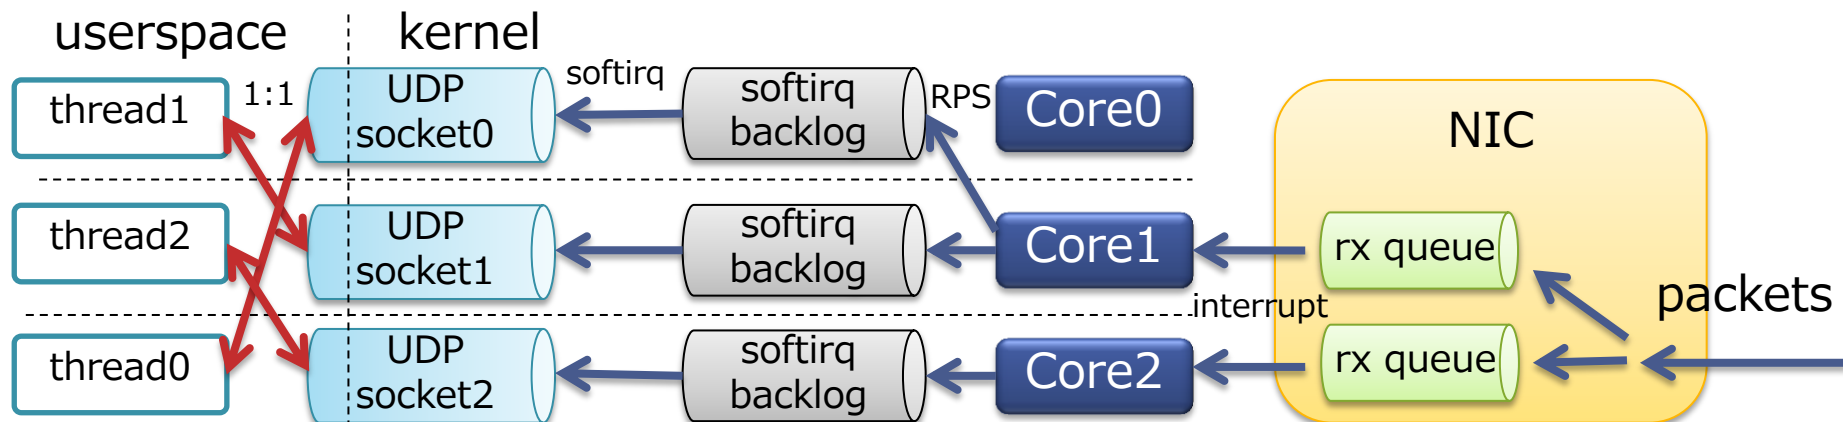 userspace
kernel
thread1
1:1
UDP
socket0
softirq
softirq
backlog
RPS
Core0
NIC
thread2
UDP
socket1
softirq
backlog
Core1
rx queue
packets
interrupt
thread0
UDP
socket2
softirq
backlog
Core2
rx queue